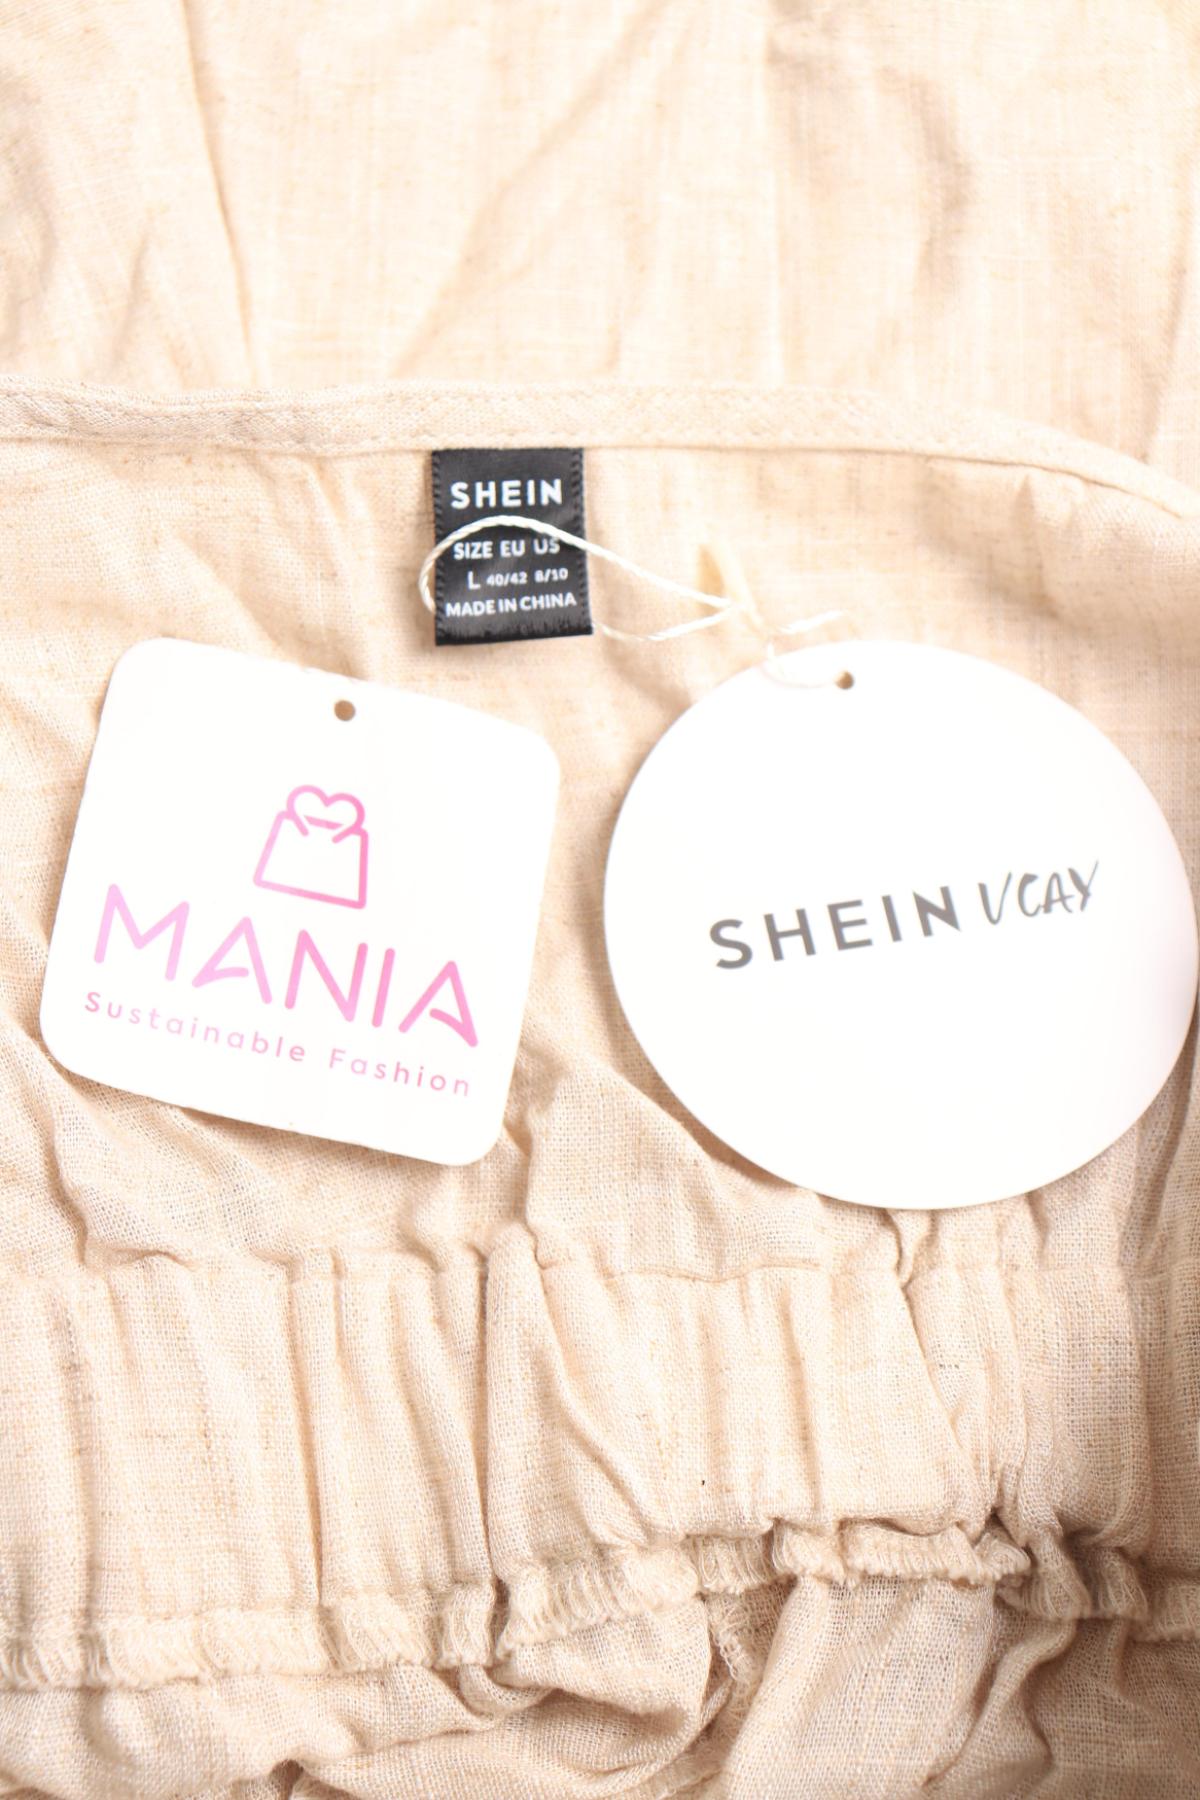 SHEIN
SIZE EU US
L 40/42 8/10
MADE IN CHINA
MANIA
Sustainable Fashion
SHEIN VCAY